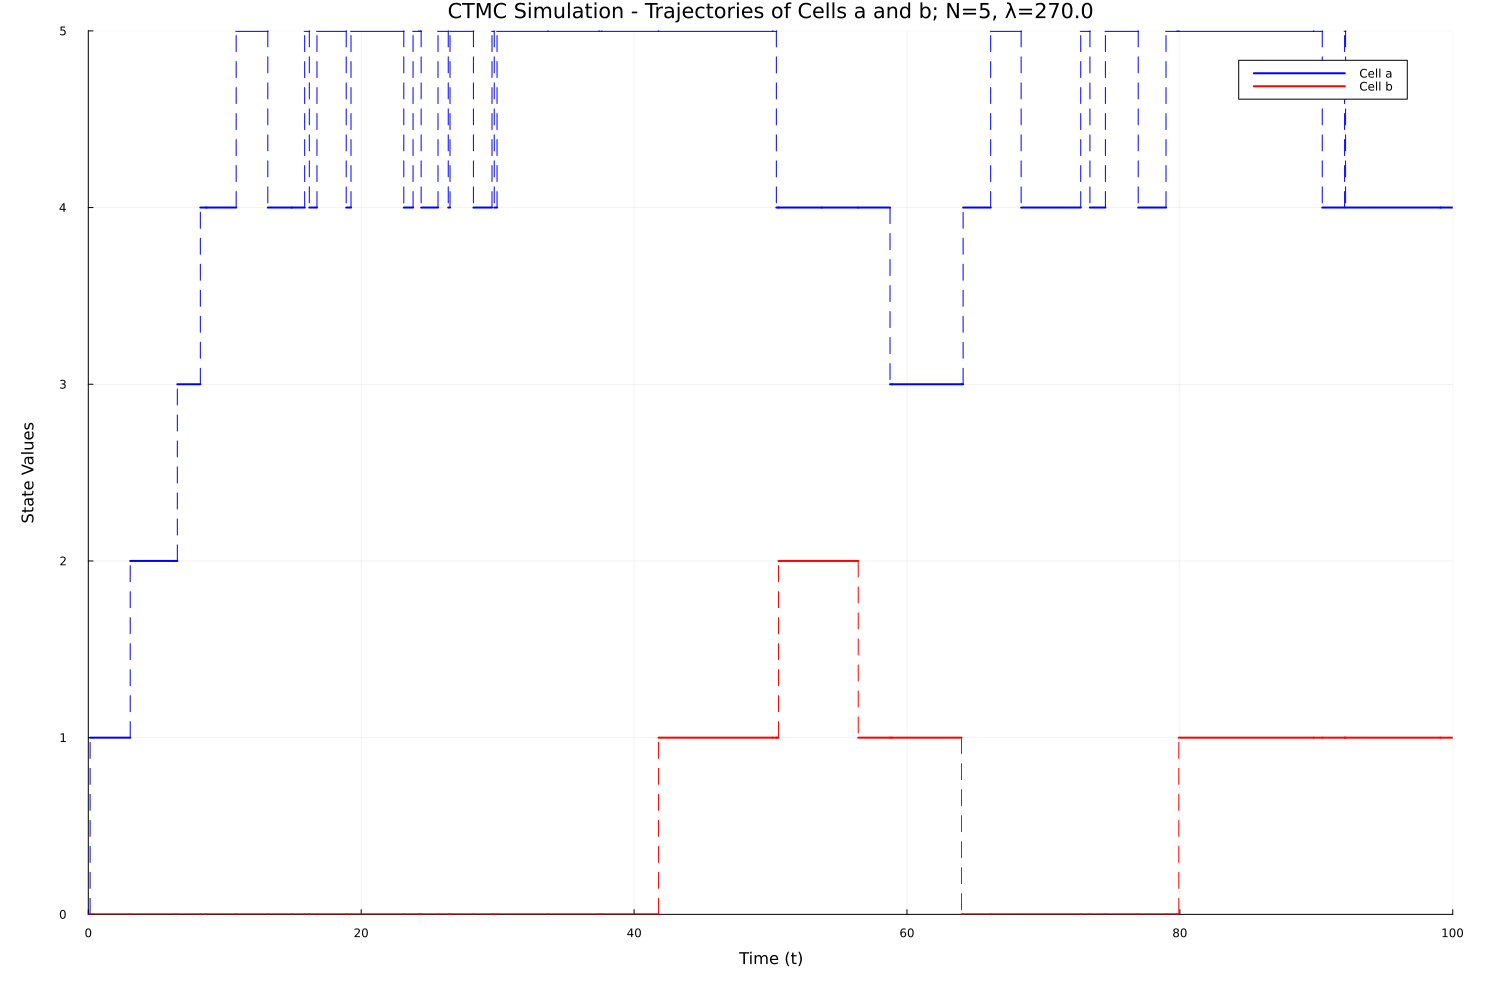 CTMC Simulation - Trajectories of Cells a and b; N=5, λ=270.0
5
Cell a
Cell b
4
3
State Values
2
1
0
0 20 40 60 80 100
Time (t)